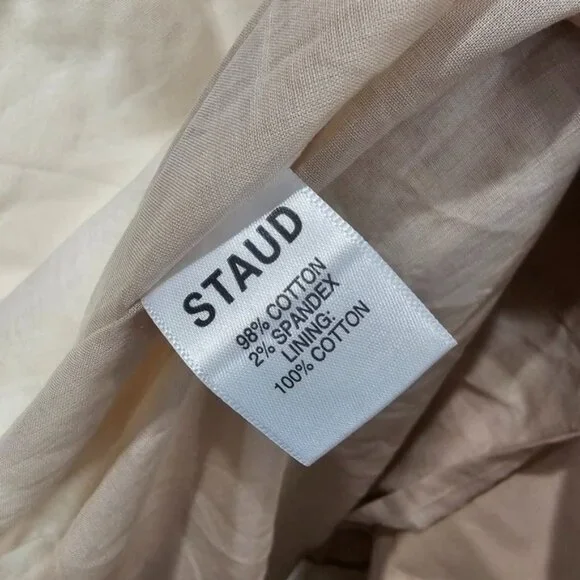 STAUD
98% COTTON
2% SPANDEX
LINING:
100% COTTON